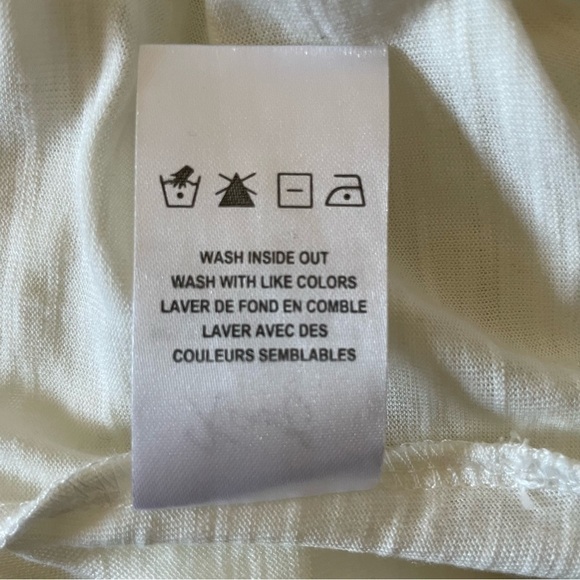 WASH INSIDE OUT
WASH WITH LIKE COLORS
LAVER DE FOND EN COMBLE
LAVER AVEC DES
COULEURS SEMBLABLES